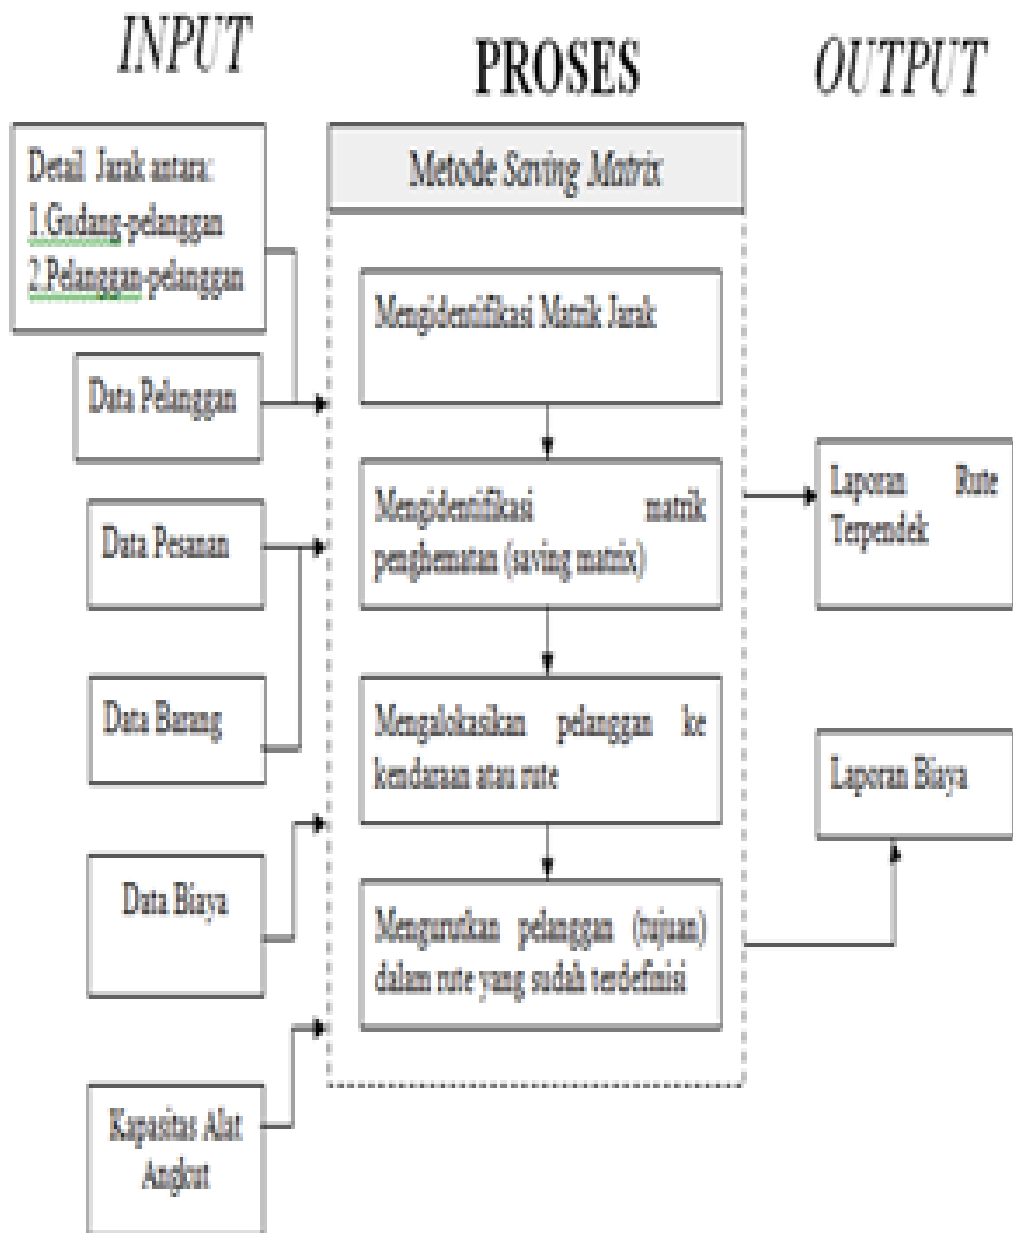 INPUT
PROSES
OUTPUT
Detail Jarak antara:
1.Gudang-pelanggan
2.Pelanggan-pelanggan
Data Pelanggan
Data Pesanan
Data Barang
Data Biaya
Kapasitas Alat
Angkut
Metode Saving Matrix
Mengidentifikasi Matrik Jarak
Mengidentifikasi matrik
penghematan (saving matrix)
Mengalokasikan pelanggan ke
kendaraan atau rute
Mengurutkan pelanggan (tujuan)
dalam rute yang sudah terdefinisi
Laporan Rute
Terpendek
Laporan Biaya